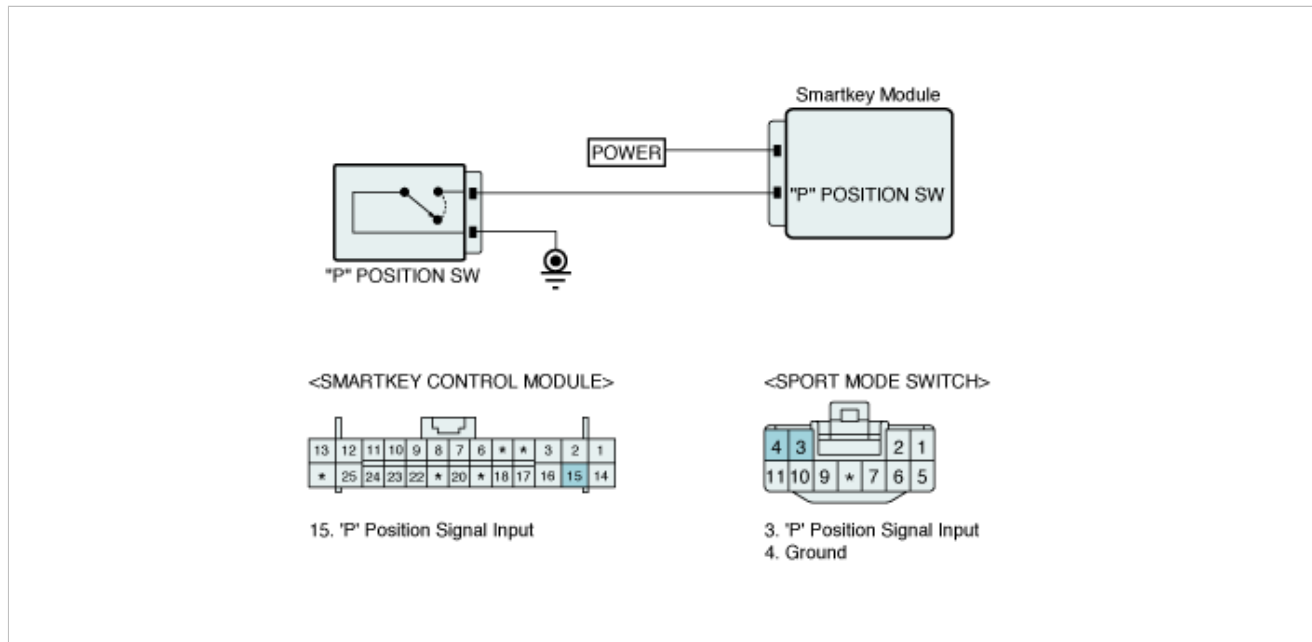 Smartkey Module
POWER
"P" POSITION SW
"P" POSITION SW
<SMARTKEY CONTROL MODULE>
13 12 11 10 9 8 7 6 * * 3 2 1
* 25 24 23 22 * 20 * 18 17 16 15 14
15. 'P' Position Signal Input
<SPORT MODE SWITCH>
4 3 2 1
11 10 9 * 7 6 5
3. 'P' Position Signal Input
4. Ground